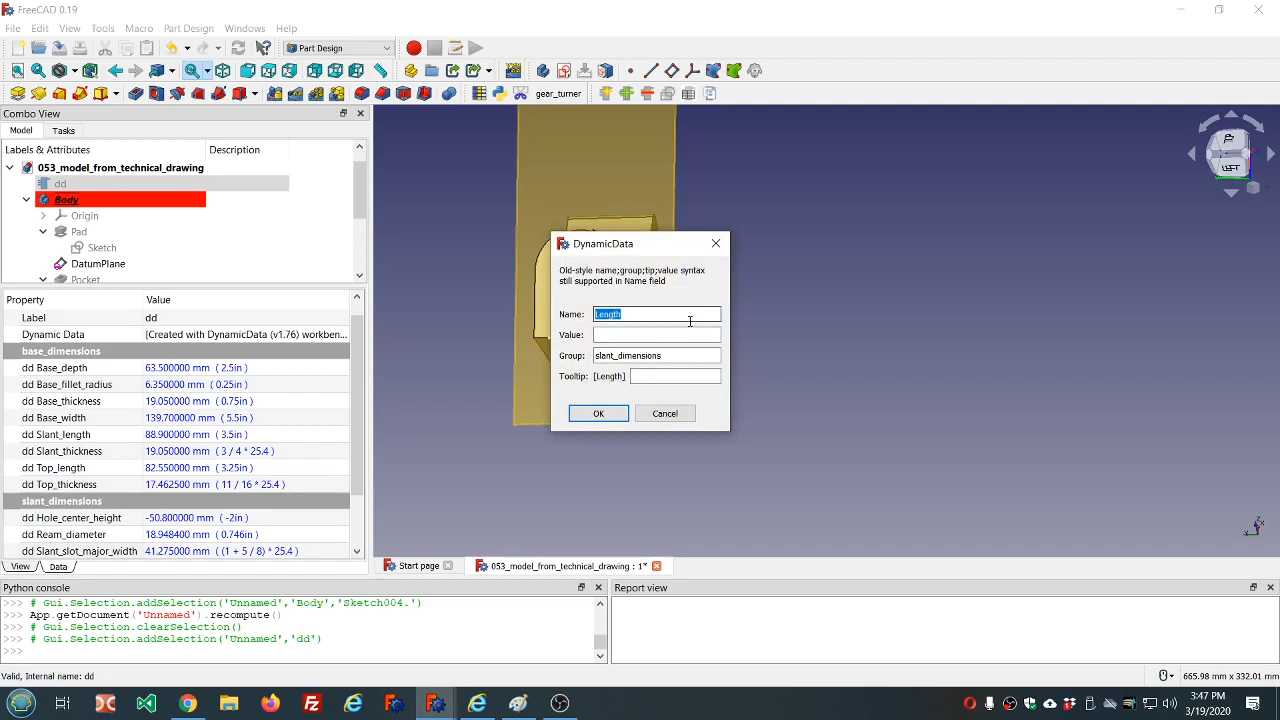 FreeCAD 0.19
File Edit View Tools Macro Part Design Windows Help
Part Design
gear_turner
Combo View
Model Tasks
Labels & Attributes Description
053_model_from_technical_drawing
dd
Body
Origin
Pad
Sketch
DatumPlane
Pocket
Property Value
Label dd
Dynamic Data [Created with DynamicData (v1.76) workben...
base_dimensions
dd Base_depth 63.500000 mm ( 2.5in)
dd Base_fillet_radius 6.350000 mm ( 0.25in)
dd Base_thickness 19.050000 mm ( 0.75in)
dd Base_width 139.700000 mm ( 5.5in)
dd Slant_length 88.900000 mm ( 3.5in)
dd Slant_thickness 19.050000 mm ( 3 / 4 * 25.4 )
dd Top_length 82.550000 mm ( 3.25in)
dd Top_thickness 17.462500 mm ( 11 / 16 * 25.4 )
slant_dimensions
dd Hole_center_height -50.800000 mm ( -2in )
dd Ream_diameter 18.948400 mm ( 0.746in )
dd Slant_slot_major_width 41.275000 mm ( (1 + 5 / 8) * 25.4 )
View Data
DynamicData
Old-style name;group;tip;value syntax
still supported in Name field
Name: Length
Value:
Group: slant_dimensions
Tooltip: [Length]
OK Cancel
Start page 053_model_from_technical_drawing : 1*
Python console
>>> # Gui.Selection.addSelection('Unnamed','Body','Sketch004.')
>>> App.getDocument('Unnamed').recompute()
>>> # Gui.Selection.clearSelection()
>>> # Gui.Selection.addSelection('Unnamed','dd')
>>>
Report view
Valid, Internal name: dd
665.98 mm x 332.01 mm
3:47 PM
3/19/2020